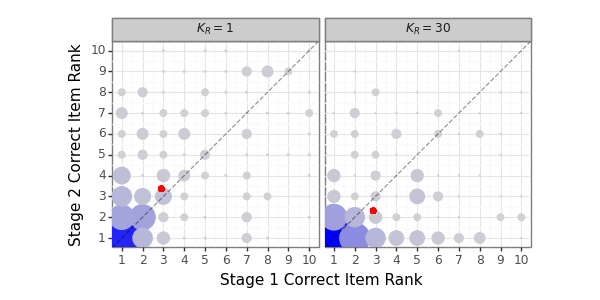 K_R = 1
K_R = 30
Stage 2 Correct Item Rank
10
9
8
7
6
5
4
3
2
1
1 2 3 4 5 6 7 8 9 10
1 2 3 4 5 6 7 8 9 10
Stage 1 Correct Item Rank